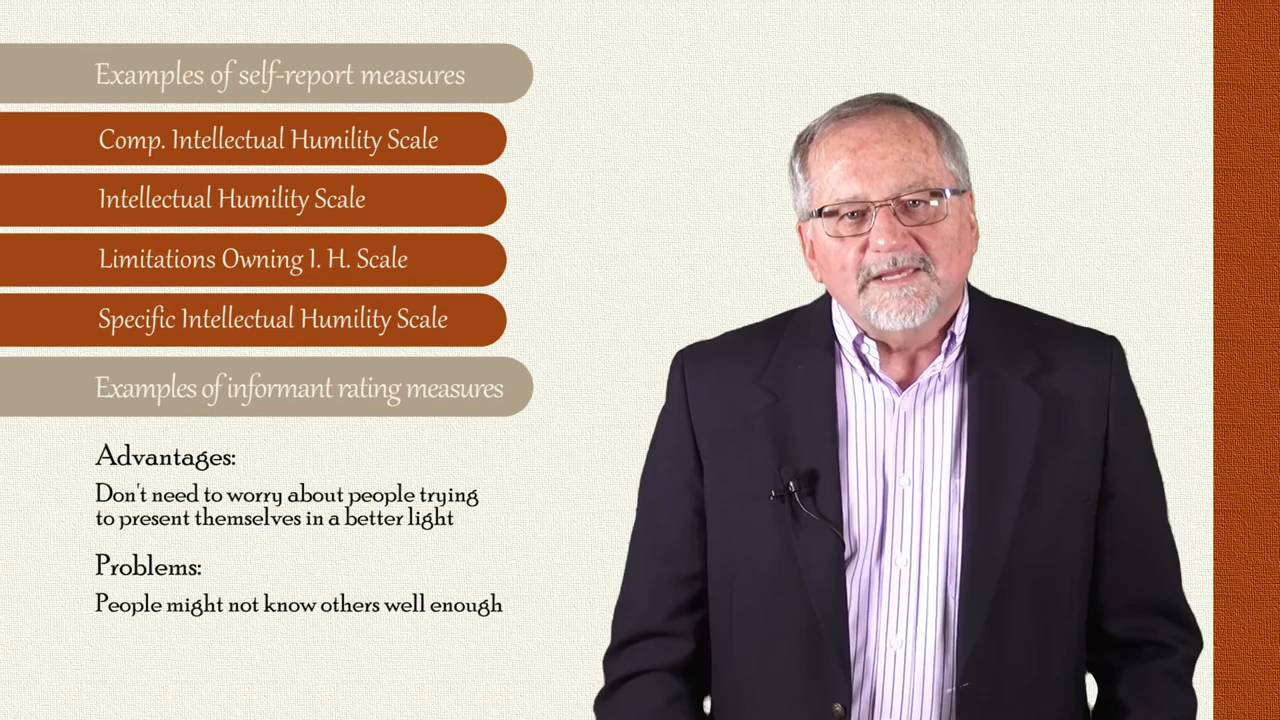 Examples of self-report measures
Comp. Intellectual Humility Scale
Intellectual Humility Scale
Limitations Owning I. H. Scale
Specific Intellectual Humility Scale
Examples of informant rating measures
Advantages:
Don't need to worry about people trying
to present themselves in a better light
Problems:
People might not know others well enough